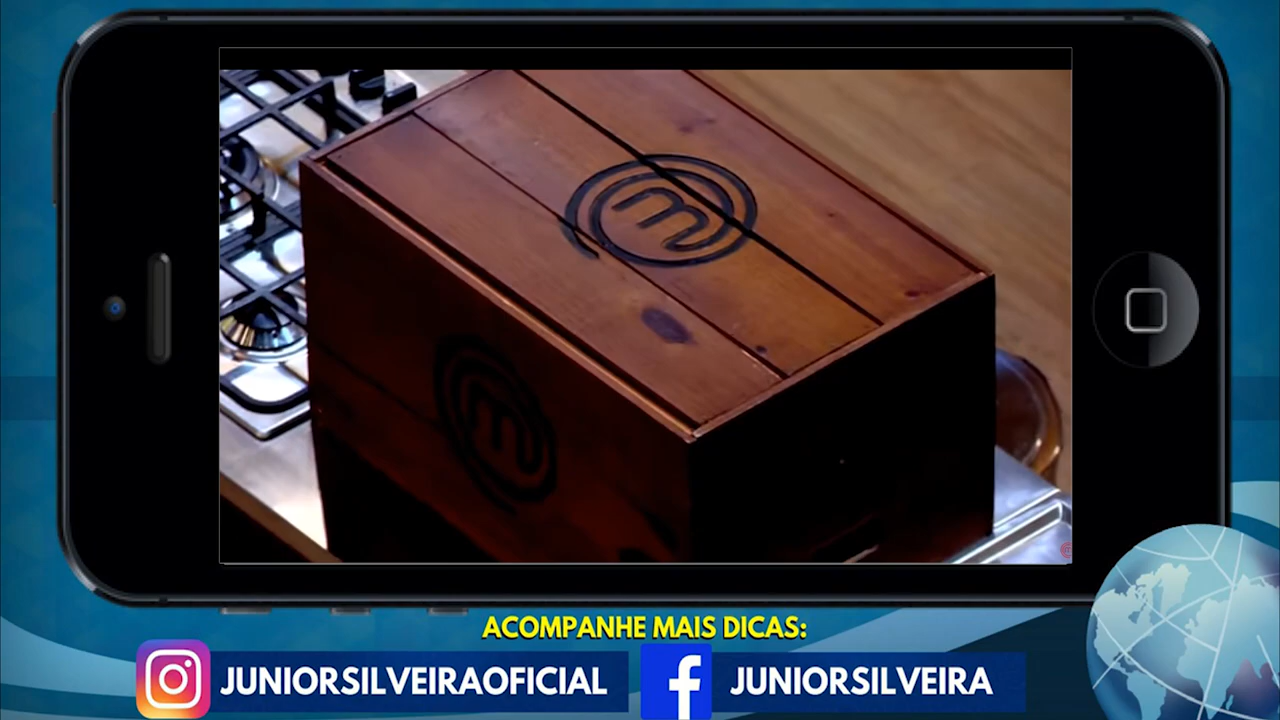 m
m
ACOMPANHE MAIS DICAS:
JUNIORSILVEIRAOFICIAL
JUNIORSILVEIRA